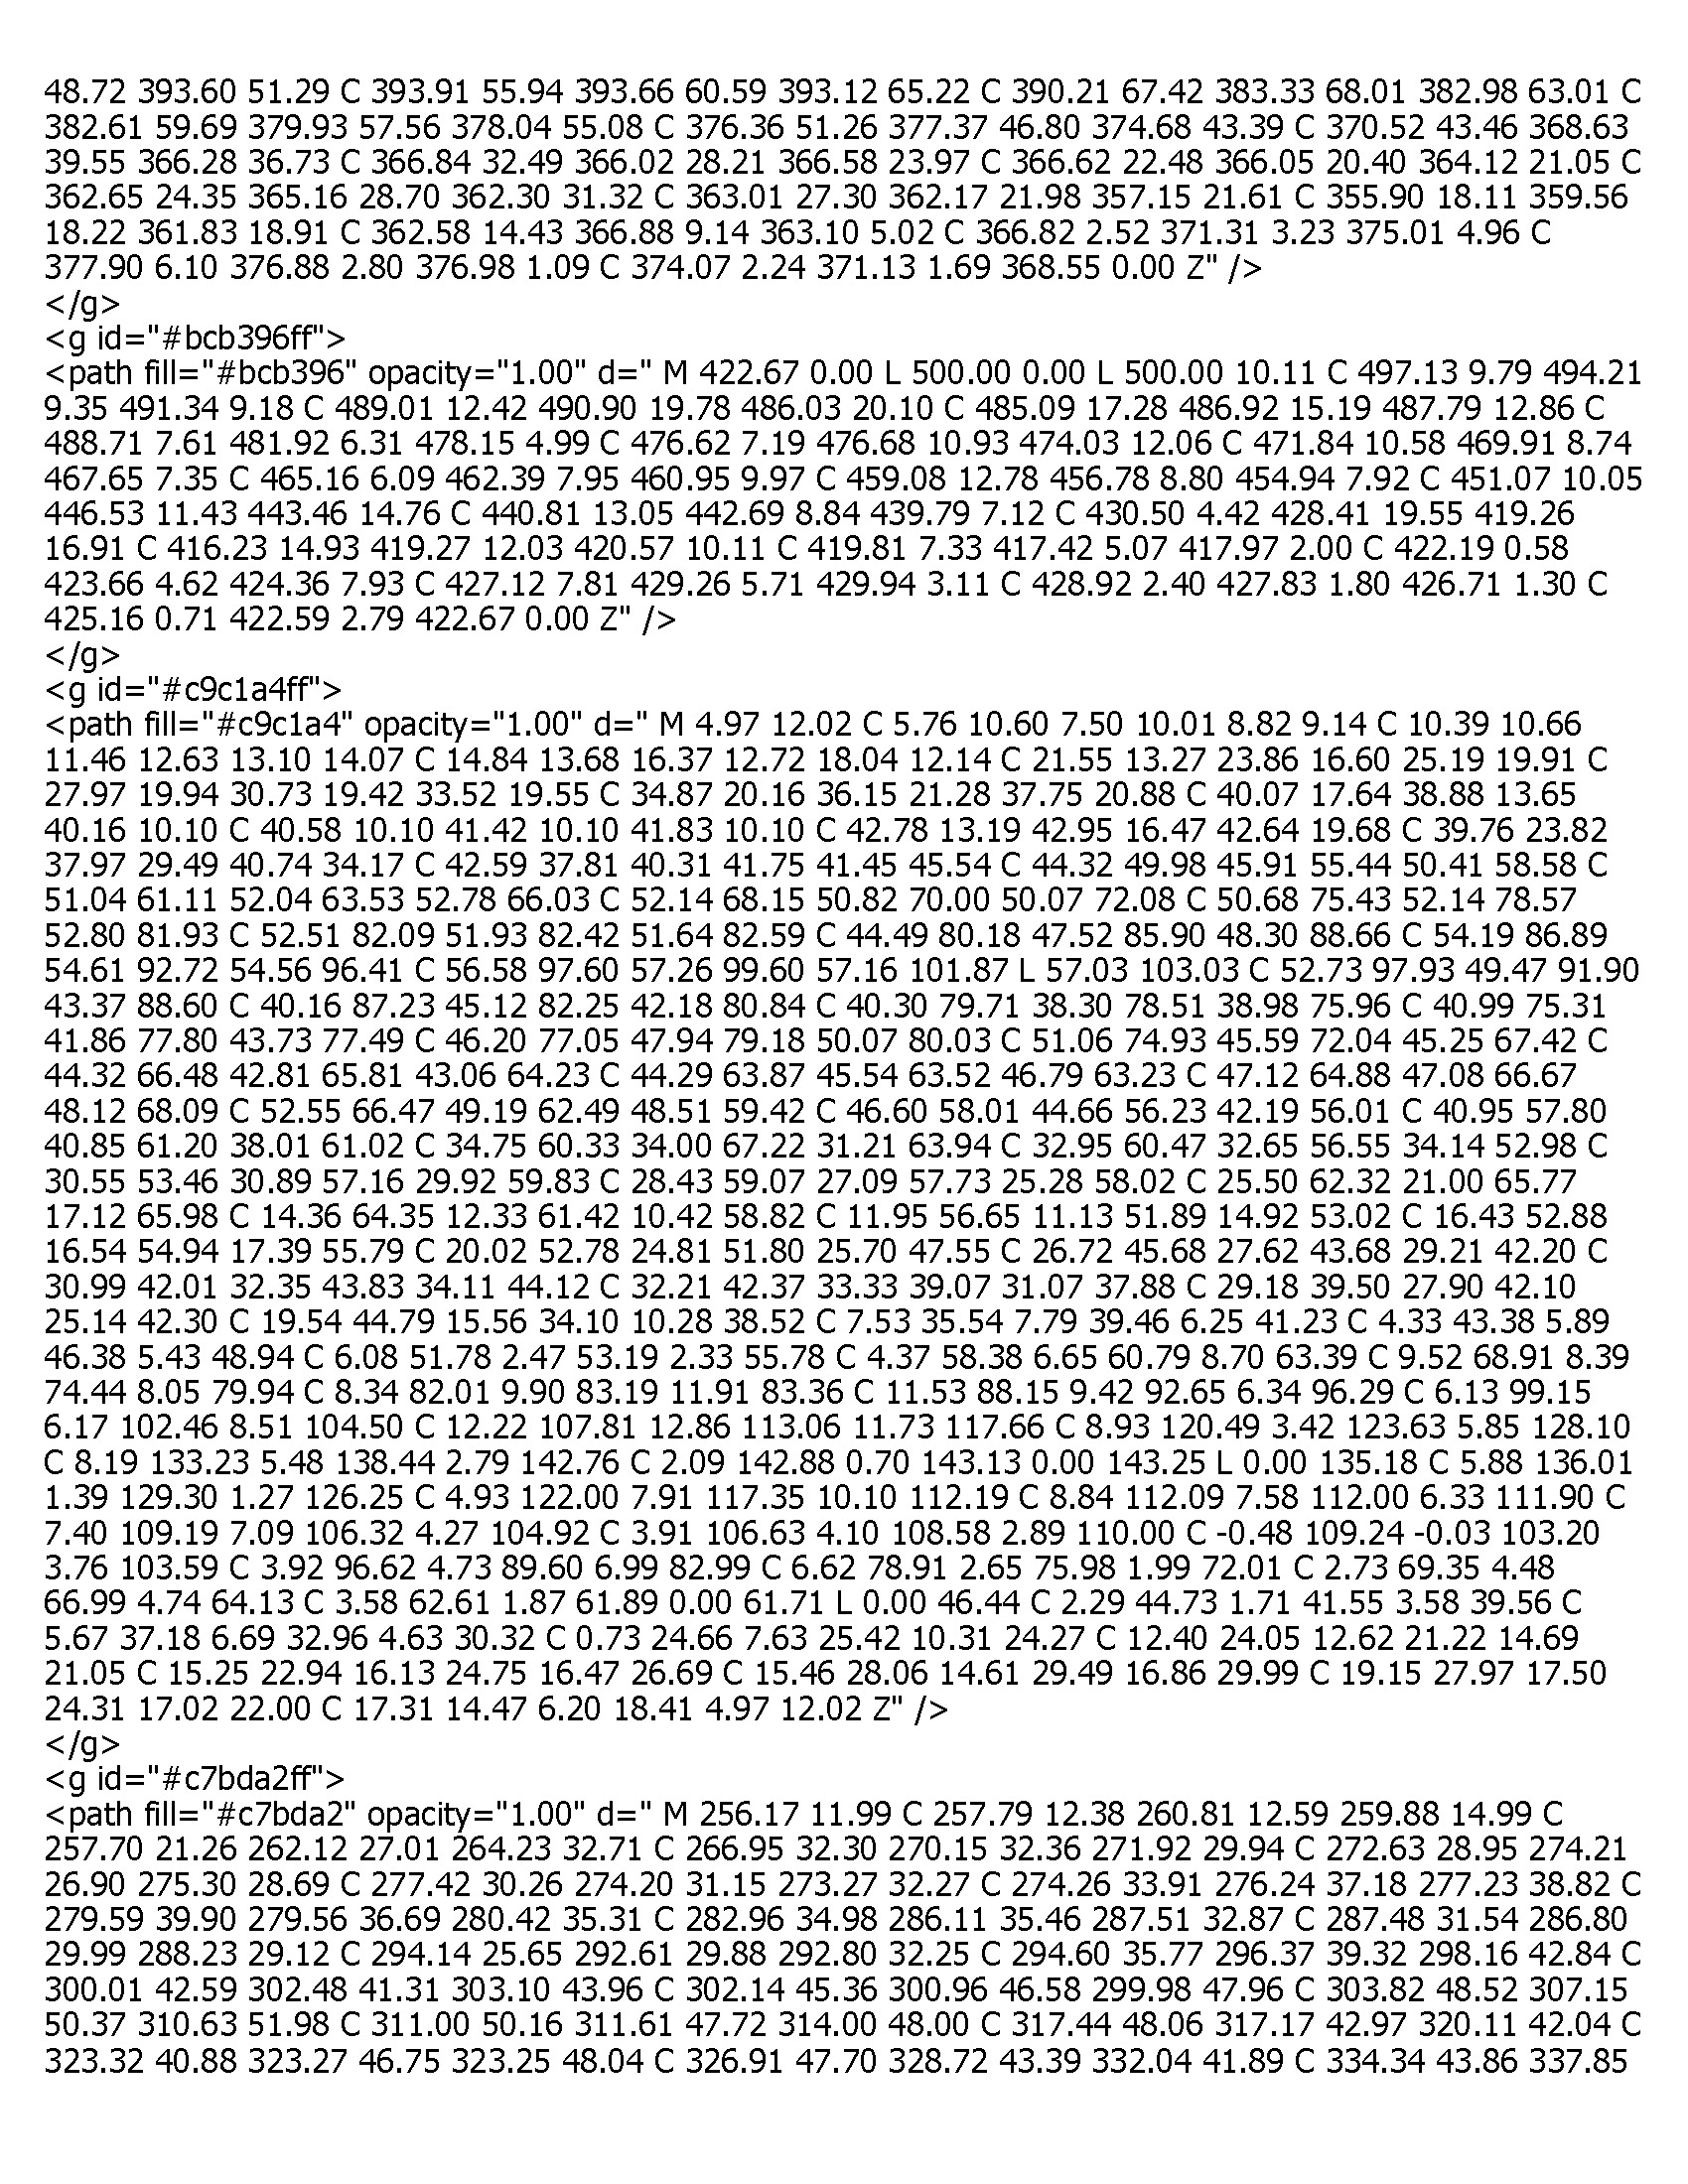 48.72 393.60 51.29 C 393.91 55.94 393.66 60.59 393.12 65.22 C 390.21 67.42 383.33 68.01 382.98 63.01 C
382.61 59.69 379.93 57.56 378.04 55.08 C 376.36 51.26 377.37 46.80 374.68 43.39 C 370.52 43.46 368.63
39.55 366.28 36.73 C 366.84 32.49 366.02 28.21 366.58 23.97 C 366.62 22.48 366.05 20.40 364.12 21.05 C
362.65 24.35 365.16 28.70 362.30 31.32 C 363.01 27.30 362.17 21.98 357.15 21.61 C 355.90 18.11 359.56
18.22 361.83 18.91 C 362.58 14.43 366.88 9.14 363.10 5.02 C 366.82 2.52 371.31 3.23 375.01 4.96 C
377.90 6.10 376.88 2.80 376.98 1.09 C 374.07 2.24 371.13 1.69 368.55 0.00 Z" />
</g>
<g id="#bcb396ff">
<path fill="#bcb396" opacity="1.00" d=" M 422.67 0.00 L 500.00 0.00 L 500.00 10.11 C 497.13 9.79 494.21
9.35 491.34 9.18 C 489.01 12.42 490.90 19.78 486.03 20.10 C 485.09 17.28 486.92 15.19 487.79 12.86 C
488.71 7.61 481.92 6.31 478.15 4.99 C 476.62 7.19 476.68 10.93 474.03 12.06 C 471.84 10.58 469.91 8.74
467.65 7.35 C 465.16 6.09 462.39 7.95 460.95 9.97 C 459.08 12.78 456.78 8.80 454.94 7.92 C 451.07 10.05
446.53 11.43 443.46 14.76 C 440.81 13.05 442.69 8.84 439.79 7.12 C 430.50 4.42 428.41 19.55 419.26
16.91 C 416.23 14.93 419.27 12.03 420.57 10.11 C 419.81 7.33 417.42 5.07 417.97 2.00 C 422.19 0.58
423.66 4.62 424.36 7.93 C 427.12 7.81 429.26 5.71 429.94 3.11 C 428.92 2.40 427.83 1.80 426.71 1.30 C
425.16 0.71 422.59 2.79 422.67 0.00 Z" />
</g>
<g id="#c9c1a4ff">
<path fill="#c9c1a4" opacity="1.00" d=" M 4.97 12.02 C 5.76 10.60 7.50 10.01 8.82 9.14 C 10.39 10.66
11.46 12.63 13.10 14.07 C 14.84 13.68 16.37 12.72 18.04 12.14 C 21.55 13.27 23.86 16.60 25.19 19.91 C
27.97 19.94 30.73 19.42 33.52 19.55 C 34.87 20.16 36.15 21.28 37.75 20.88 C 40.07 17.64 38.88 13.65
40.16 10.10 C 40.58 10.10 41.42 10.10 41.83 10.10 C 42.78 13.19 42.95 16.47 42.64 19.68 C 39.76 23.82
37.97 29.49 40.74 34.17 C 42.59 37.81 40.31 41.75 41.45 45.54 C 44.32 49.98 45.91 55.44 50.41 58.58 C
51.04 61.11 52.04 63.53 52.78 66.03 C 52.14 68.15 50.82 70.00 50.07 72.08 C 50.68 75.43 52.14 78.57
52.80 81.93 C 52.51 82.09 51.93 82.42 51.64 82.59 C 44.49 80.18 47.52 85.90 48.30 88.66 C 54.19 86.89
54.61 92.72 54.56 96.41 C 56.58 97.60 57.26 99.60 57.16 101.87 L 57.03 103.03 C 52.73 97.93 49.47 91.90
43.37 88.60 C 40.16 87.23 45.12 82.25 42.18 80.84 C 40.30 79.71 38.30 78.51 38.98 75.96 C 40.99 75.31
41.86 77.80 43.73 77.49 C 46.20 77.05 47.94 79.18 50.07 80.03 C 51.06 74.93 45.59 72.04 45.25 67.42 C
44.32 66.48 42.81 65.81 43.06 64.23 C 44.29 63.87 45.54 63.52 46.79 63.23 C 47.12 64.88 47.08 66.67
48.12 68.09 C 52.55 66.47 49.19 62.49 48.51 59.42 C 46.60 58.01 44.66 56.23 42.19 56.01 C 40.95 57.80
40.85 61.20 38.01 61.02 C 34.75 60.33 34.00 67.22 31.21 63.94 C 32.95 60.47 32.65 56.55 34.14 52.98 C
30.55 53.46 30.89 57.16 29.92 59.83 C 28.43 59.07 27.09 57.73 25.28 58.02 C 25.50 62.32 21.00 65.77
17.12 65.98 C 14.36 64.35 12.33 61.42 10.42 58.82 C 11.95 56.65 11.13 51.89 14.92 53.02 C 16.43 52.88
16.54 54.94 17.39 55.79 C 20.02 52.78 24.81 51.80 25.70 47.55 C 26.72 45.68 27.62 43.68 29.21 42.20 C
30.99 42.01 32.35 43.83 34.11 44.12 C 32.21 42.37 33.33 39.07 31.07 37.88 C 29.18 39.50 27.90 42.10
25.14 42.30 C 19.54 44.79 15.56 34.10 10.28 38.52 C 7.53 35.54 7.79 39.46 6.25 41.23 C 4.33 43.38 5.89
46.38 5.43 48.94 C 6.08 51.78 2.47 53.19 2.33 55.78 C 4.37 58.38 6.65 60.79 8.70 63.39 C 9.52 68.91 8.39
74.44 8.05 79.94 C 8.34 82.01 9.90 83.19 11.91 83.36 C 11.53 88.15 9.42 92.65 6.34 96.29 C 6.13 99.15
6.17 102.46 8.51 104.50 C 12.22 107.81 12.86 113.06 11.73 117.66 C 8.93 120.49 3.42 123.63 5.85 128.10
C 8.19 133.23 5.48 138.44 2.79 142.76 C 2.09 142.88 0.70 143.13 0.00 143.25 L 0.00 135.18 C 5.88 136.01
1.39 129.30 1.27 126.25 C 4.93 122.00 7.91 117.35 10.10 112.19 C 8.84 112.09 7.58 112.00 6.33 111.90 C
7.40 109.19 7.09 106.32 4.27 104.92 C 3.91 106.63 4.10 108.58 2.89 110.00 C -0.48 109.24 -0.03 103.20
3.76 103.59 C 3.92 96.62 4.73 89.60 6.99 82.99 C 6.62 78.91 2.65 75.98 1.99 72.01 C 2.73 69.35 4.48
66.99 4.74 64.13 C 3.58 62.61 1.87 61.89 0.00 61.71 L 0.00 46.44 C 2.29 44.73 1.71 41.55 3.58 39.56 C
5.67 37.18 6.69 32.96 4.63 30.32 C 0.73 24.66 7.63 25.42 10.31 24.27 C 12.40 24.05 12.62 21.22 14.69
21.05 C 15.25 22.94 16.13 24.75 16.47 26.69 C 15.46 28.06 14.61 29.49 16.86 29.99 C 19.15 27.97 17.50
24.31 17.02 22.00 C 17.31 14.47 6.20 18.41 4.97 12.02 Z" />
</g>
<g id="#c7bda2ff">
<path fill="#c7bda2" opacity="1.00" d=" M 256.17 11.99 C 257.79 12.38 260.81 12.59 259.88 14.99 C
257.70 21.26 262.12 27.01 264.23 32.71 C 266.95 32.30 270.15 32.36 271.92 29.94 C 272.63 28.95 274.21
26.90 275.30 28.69 C 277.42 30.26 274.20 31.15 273.27 32.27 C 274.26 33.91 276.24 37.18 277.23 38.82 C
279.59 39.90 279.56 36.69 280.42 35.31 C 282.96 34.98 286.11 35.46 287.51 32.87 C 287.48 31.54 286.80
29.99 288.23 29.12 C 294.14 25.65 292.61 29.88 292.80 32.25 C 294.60 35.77 296.37 39.32 298.16 42.84 C
300.01 42.59 302.48 41.31 303.10 43.96 C 302.14 45.36 300.96 46.58 299.98 47.96 C 303.82 48.52 307.15
50.37 310.63 51.98 C 311.00 50.16 311.61 47.72 314.00 48.00 C 317.44 48.06 317.17 42.97 320.11 42.04 C
323.32 40.88 323.27 46.75 323.25 48.04 C 326.91 47.70 328.72 43.39 332.04 41.89 C 334.34 43.86 337.85